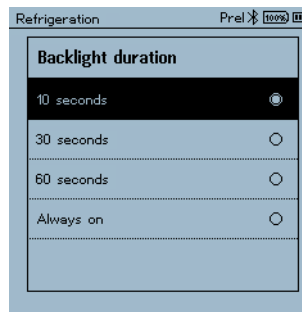 Refrigeration Prel 100%
Backlight duration
10 seconds
30 seconds
60 seconds
Always on